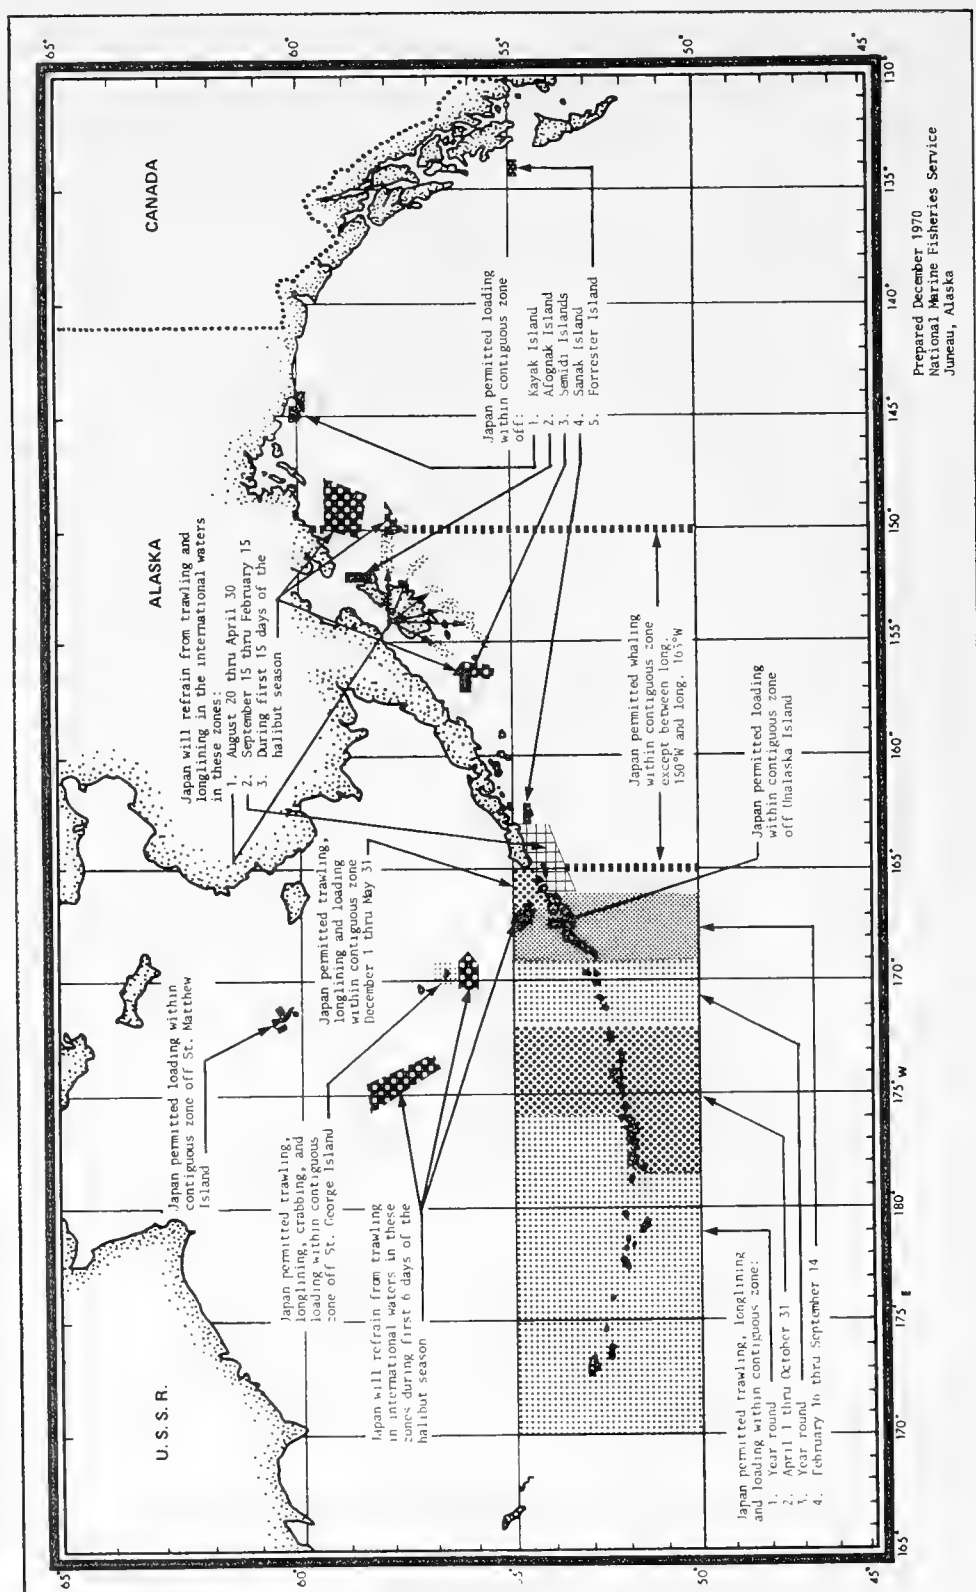 U.S.S.R.
ALASKA
CANADA
Japan permitted loading within
contiguous zone off St. Matthew
Island
Japan will refrain from trawling and
longlining in the international waters
in these zones:
1. August 20 thru April 30
2. September 15 thru February 15
3. During first 15 days of the
halibut season
Japan permitted trawling,
longlining, crabbing, and
loading within contiguous
zone off St. George Island
Japan permitted trawling,
longlining and loading
within contiguous zone
December 1 thru May 31
Japan will refrain from trawling
in international waters in these
zones during first 6 days of the
halibut season
Japan permitted loading
within contiguous zone
off:
1. Kayak Island
2. Afognak Island
3. Semidi Islands
4. Sanak Island
5. Forrester Island
Japan permitted whaling
within contiguous zone
except between long.
150°W and long. 163°W
Japan permitted loading
within contiguous zone
off Unalaska Island
Japan permitted trawling, longlining
and loading within contiguous zone:
1. Year round
2. April 1 thru October 31
3. Year round
4. February 16 thru September 14
65°
60°
55°
50°
45°
65°
60°
55°
50°
45°
165°
170°
175°
E
180°
175°
W
170°
165°
160°
155°
150°
145°
140°
135°
130°
Prepared December 1970
National Marine Fisheries Service
Juneau, Alaska